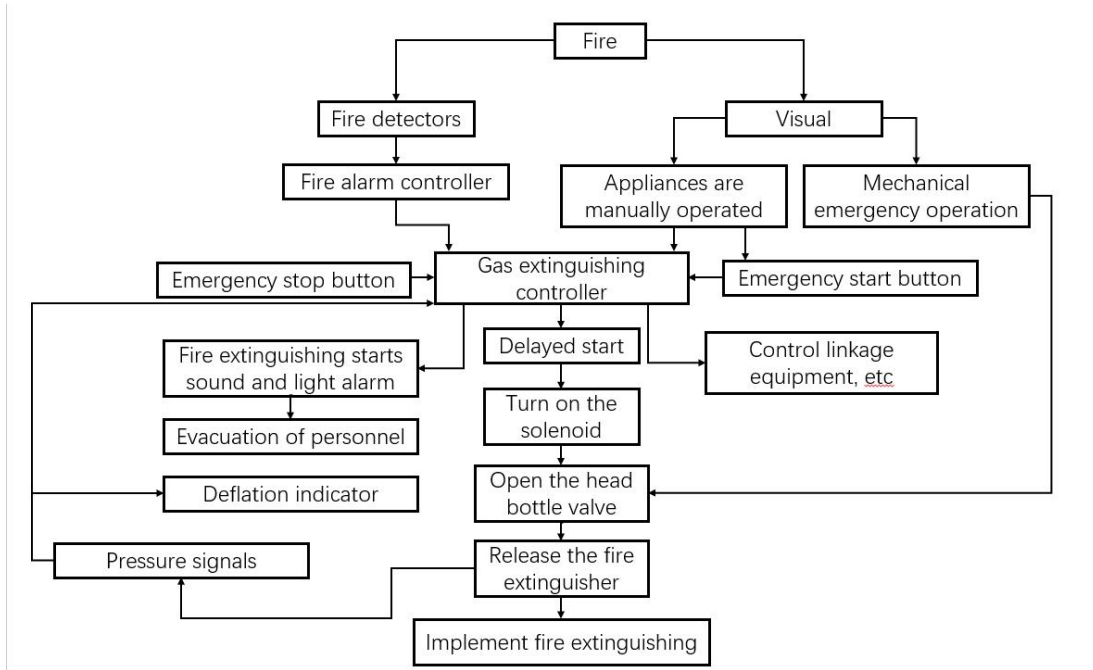 Fire
Fire detectors
Visual
Fire alarm controller
Appliances are
manually operated
Mechanical
emergency operation
Emergency stop button
Gas extinguishing
controller
Emergency start button
Fire extinguishing starts
sound and light alarm
Delayed start
Control linkage
equipment, etc
Evacuation of personnel
Turn on the
solenoid
Deflation indicator
Open the head
bottle valve
Pressure signals
Release the fire
extinguisher
Implement fire extinguishing